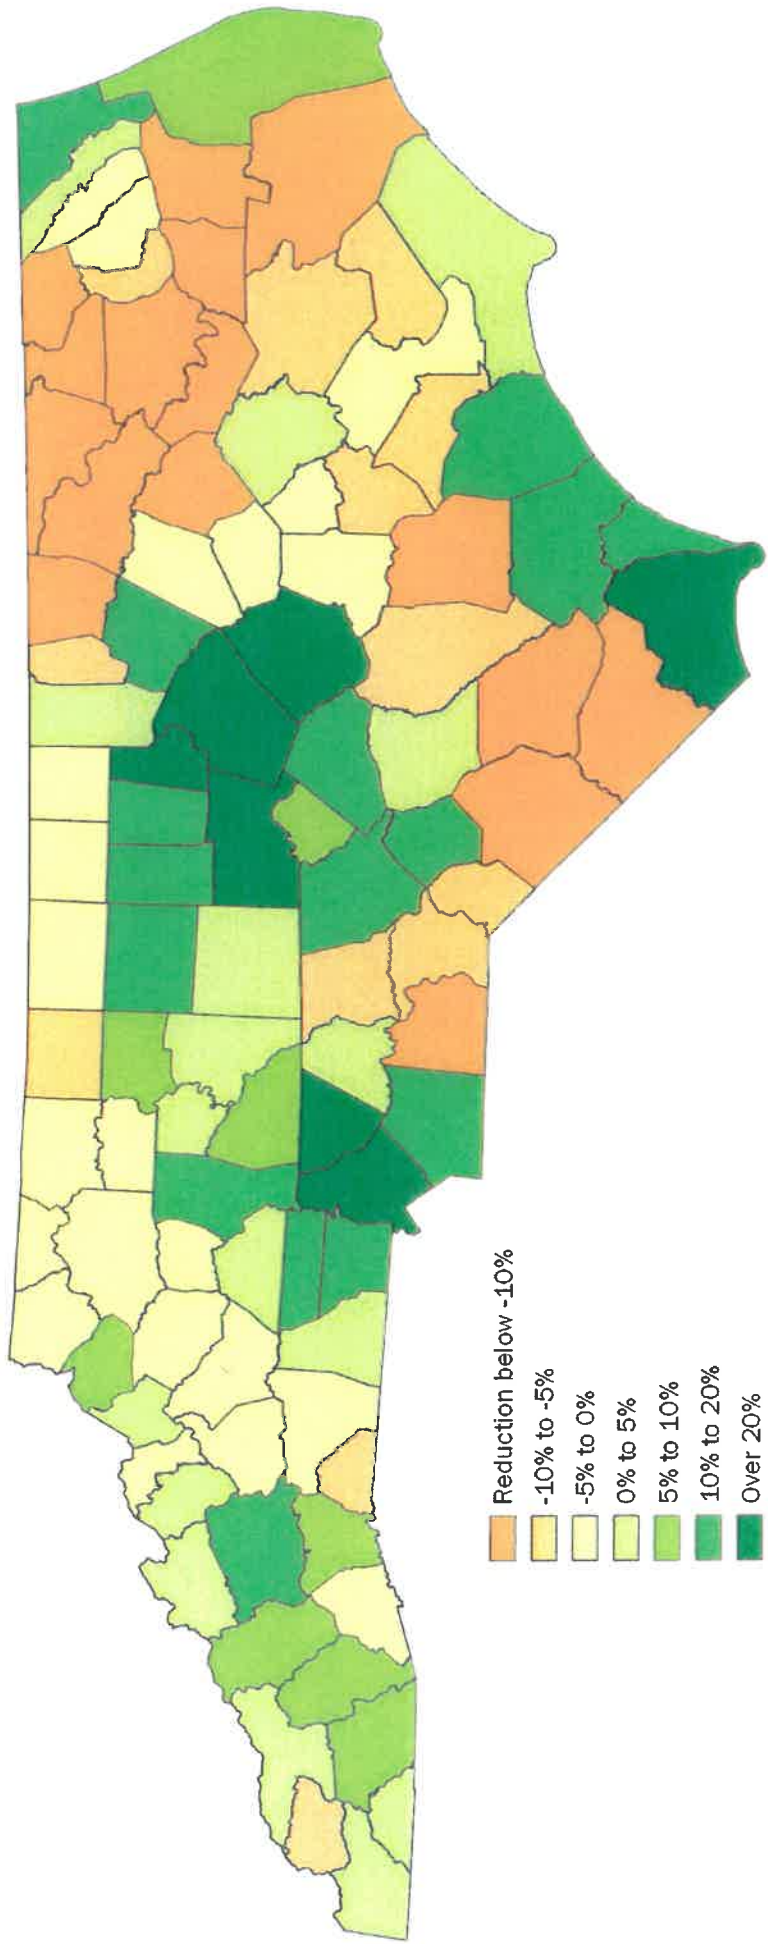 Reduction below -10%
-10% to -5%
-5% to 0%
0% to 5%
5% to 10%
10% to 20%
Over 20%